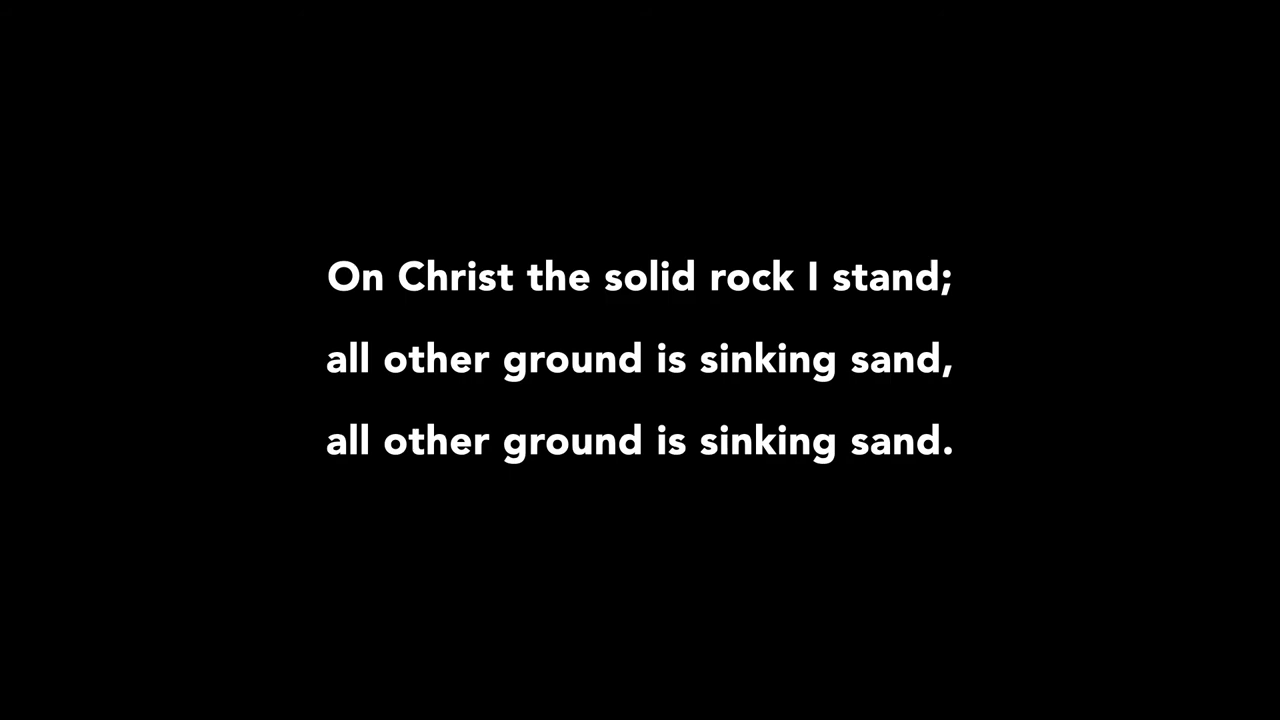 On Christ the solid rock I stand;
all other ground is sinking sand,
all other ground is sinking sand.